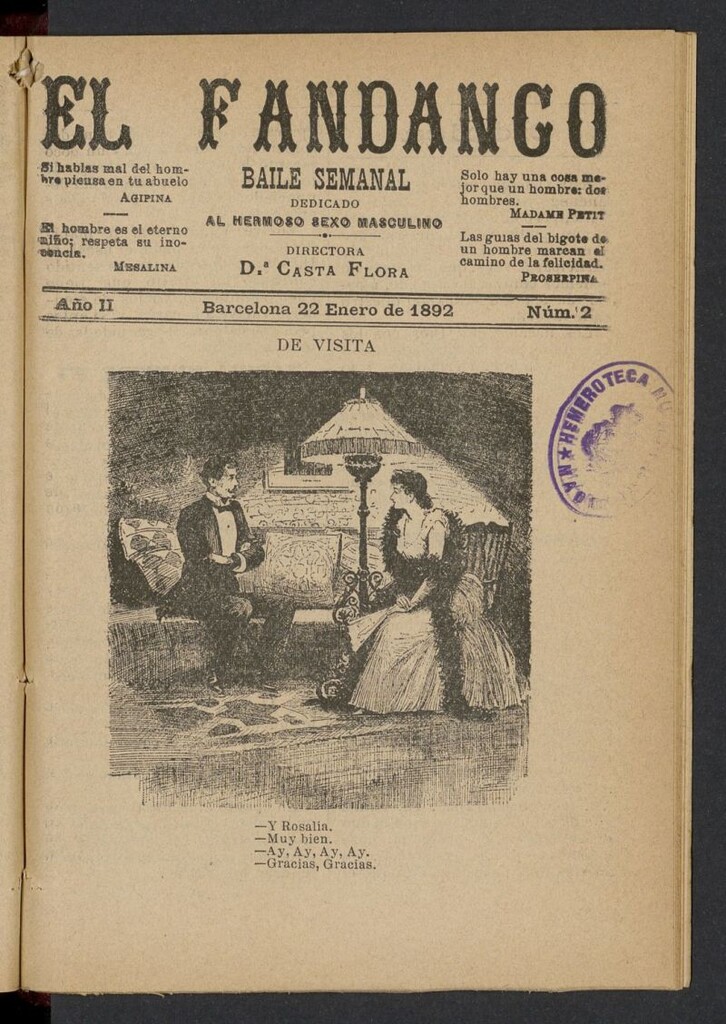 EL FANDANGO
Si hablas mal del hom-
bre piensa en tu abuelo
AGIPINA
El hombre es el eterno
niño; respeta su ino-
cencia.
MESALINA
BAILE SEMANAL
DEDICADO
AL HERMOSO SEXO MASCULINO
DIRECTORA
D.ª CASTA FLORA
Solo hay una cosa me-
jor que un hombre: dos
hombres.
MADAME PETIT
Las guias del bigote de
un hombre marcan el
camino de la felicidad.
PROSERPINA
Año II
Barcelona 22 Enero de 1892
Núm. 2
DE VISITA
HEMEROTECA
—Y Rosalía.
—Muy bien.
—Ay, Ay, Ay, Ay.
—Gracias, Gracias.